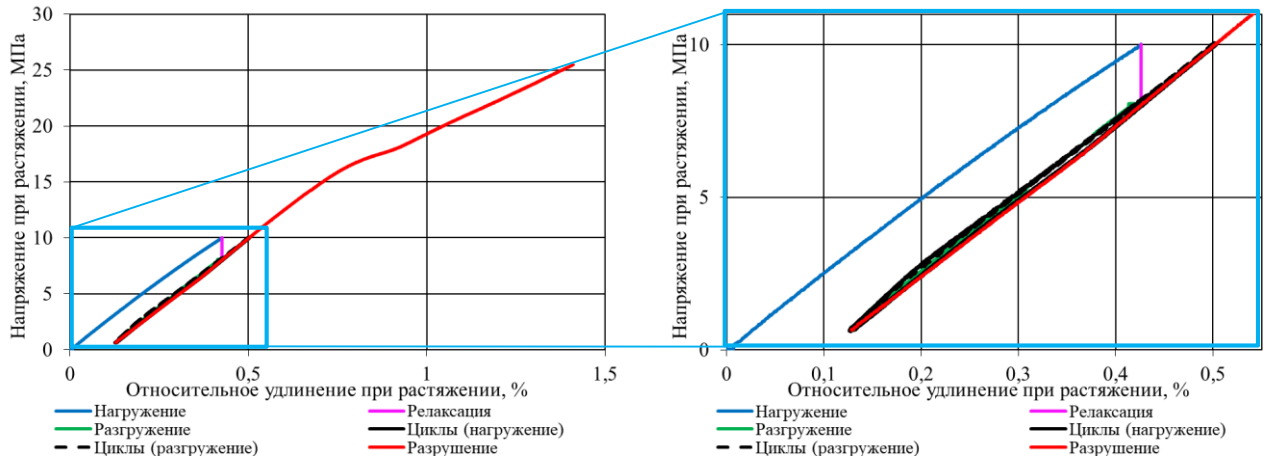 Напряжение при растяжении, МПа
30
25
20
15
10
5
0
0
0,5
1
1,5
Относительное удлинение при растяжении, %
Нагружение
Релаксация
Разгружение
Циклы (нагружение)
Циклы (разгружение)
Разрушение
Напряжение при растяжении, МПа
10
5
0
0
0,1
0,2
0,3
0,4
0,5
Относительное удлинение при растяжении, %
Нагружение
Релаксация
Разгружение
Циклы (нагружение)
Циклы (разгружение)
Разрушение